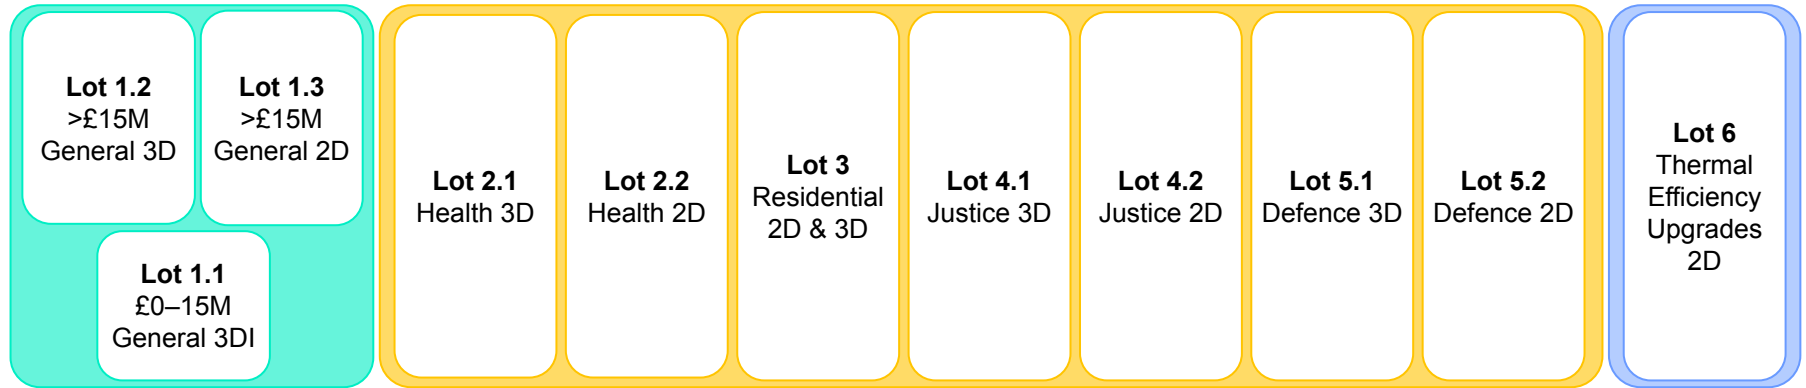 Lot 1.2
>£15M
General 3D
Lot 1.3
>£15M
General 2D
Lot 1.1
£0–15M
General 3DI
Lot 2.1
Health 3D
Lot 2.2
Health 2D
Lot 3
Residential
2D & 3D
Lot 4.1
Justice 3D
Lot 4.2
Justice 2D
Lot 5.1
Defence 3D
Lot 5.2
Defence 2D
Lot 6
Thermal
Efficiency
Upgrades
2D